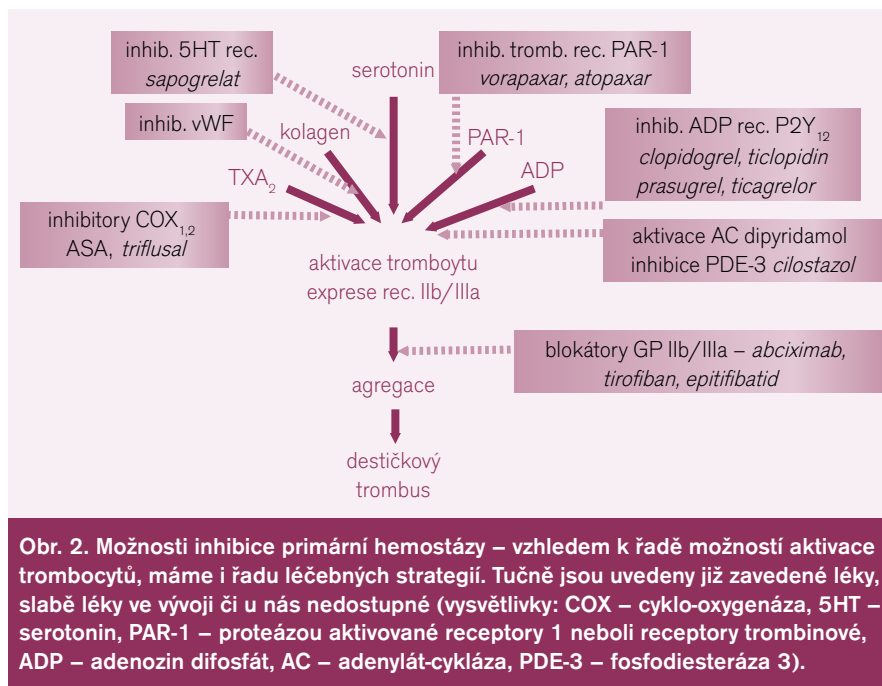 inhib. 5HT rec.
sapogrelat
serotonin
inhib. tromb. rec. PAR-1
vorapaxar, atopaxar
inhib. vWF
kolagen
PAR-1
inhib. ADP rec. P2Y₁₂
clopidogrel, ticlopidin
prasugrel, ticagrelor
TXA₂
ADP
inhibitory COX₁,₂
ASA, triflusal
aktivace AC dipyridamol
inhibice PDE-3 cilostazol
aktivace tromboytu
exprese rec. IIb/IIIa
blokátory GP IIb/IIIa – abciximab,
tirofiban, epitifibatid
agregace
destičkový
trombus
Obr. 2. Možnosti inhibice primární hemostázy – vzhledem k řadě možností aktivace
trombocytů, máme i řadu léčebných strategií. Tučně jsou uvedeny již zavedené léky,
slabě léky ve vývoji či u nás nedostupné (vysvětlivky: COX – cyklo-oxygenáza, 5HT –
serotonin, PAR-1 – proteázou aktivované receptory 1 neboli receptory trombinové,
ADP – adenozin difosfát, AC – adenylát-cykláza, PDE-3 – fosfodiesteráza 3).